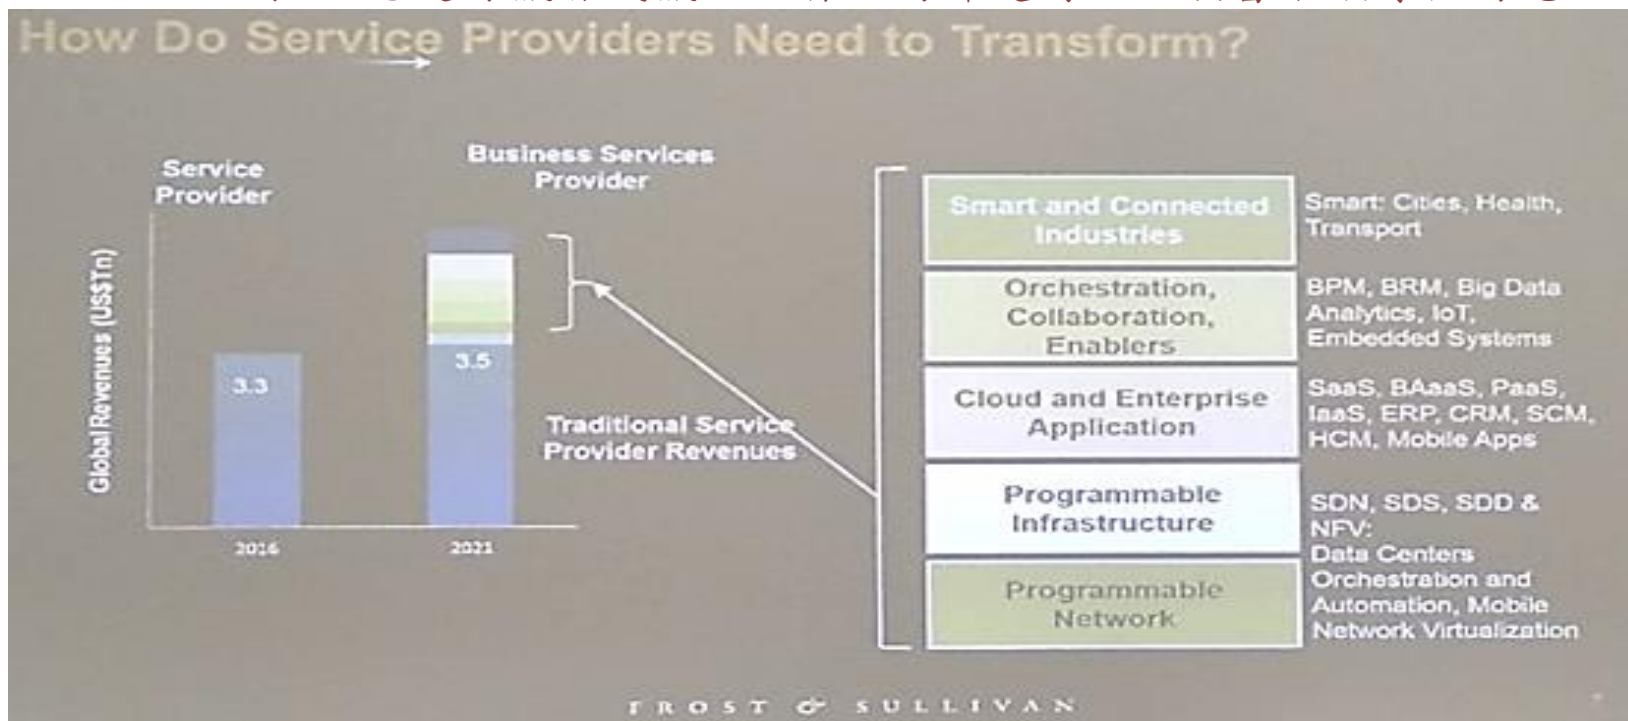 How Do Service Providers Need to Transform?
Service
Provider
Business Services
Provider
Global Revenues (US$Tn)
3.3
3.5
2016
2021
Traditional Service
Provider Revenues
Smart and Connected
Industries
Smart: Cities, Health,
Transport
Orchestration,
Collaboration,
Enablers
BPM, BRM, Big Data
Analytics, IoT,
Embedded Systems
Cloud and Enterprise
Application
SaaS, BAaaS, PaaS,
IaaS, ERP, CRM, SCM,
HCM, Mobile Apps
Programmable
Infrastructure
SDN, SDS, SDD &
NFV:
Data Centers
Orchestration and
Automation, Mobile
Network Virtualization
Programmable
Network
FROST & SULLIVAN